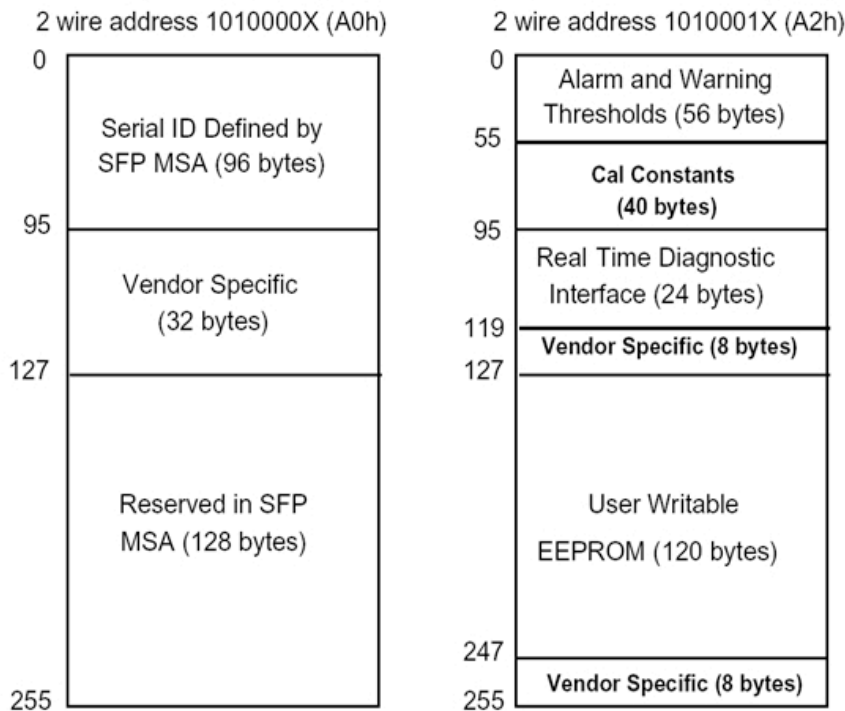 2 wire address 1010000X (A0h)
0
Serial ID Defined by
SFP MSA (96 bytes)
95
Vendor Specific
(32 bytes)
127
Reserved in SFP
MSA (128 bytes)
255
2 wire address 1010001X (A2h)
0
Alarm and Warning
Thresholds (56 bytes)
55
Cal Constants
(40 bytes)
95
Real Time Diagnostic
Interface (24 bytes)
119
Vendor Specific (8 bytes)
127
User Writable
EEPROM (120 bytes)
247
Vendor Specific (8 bytes)
255